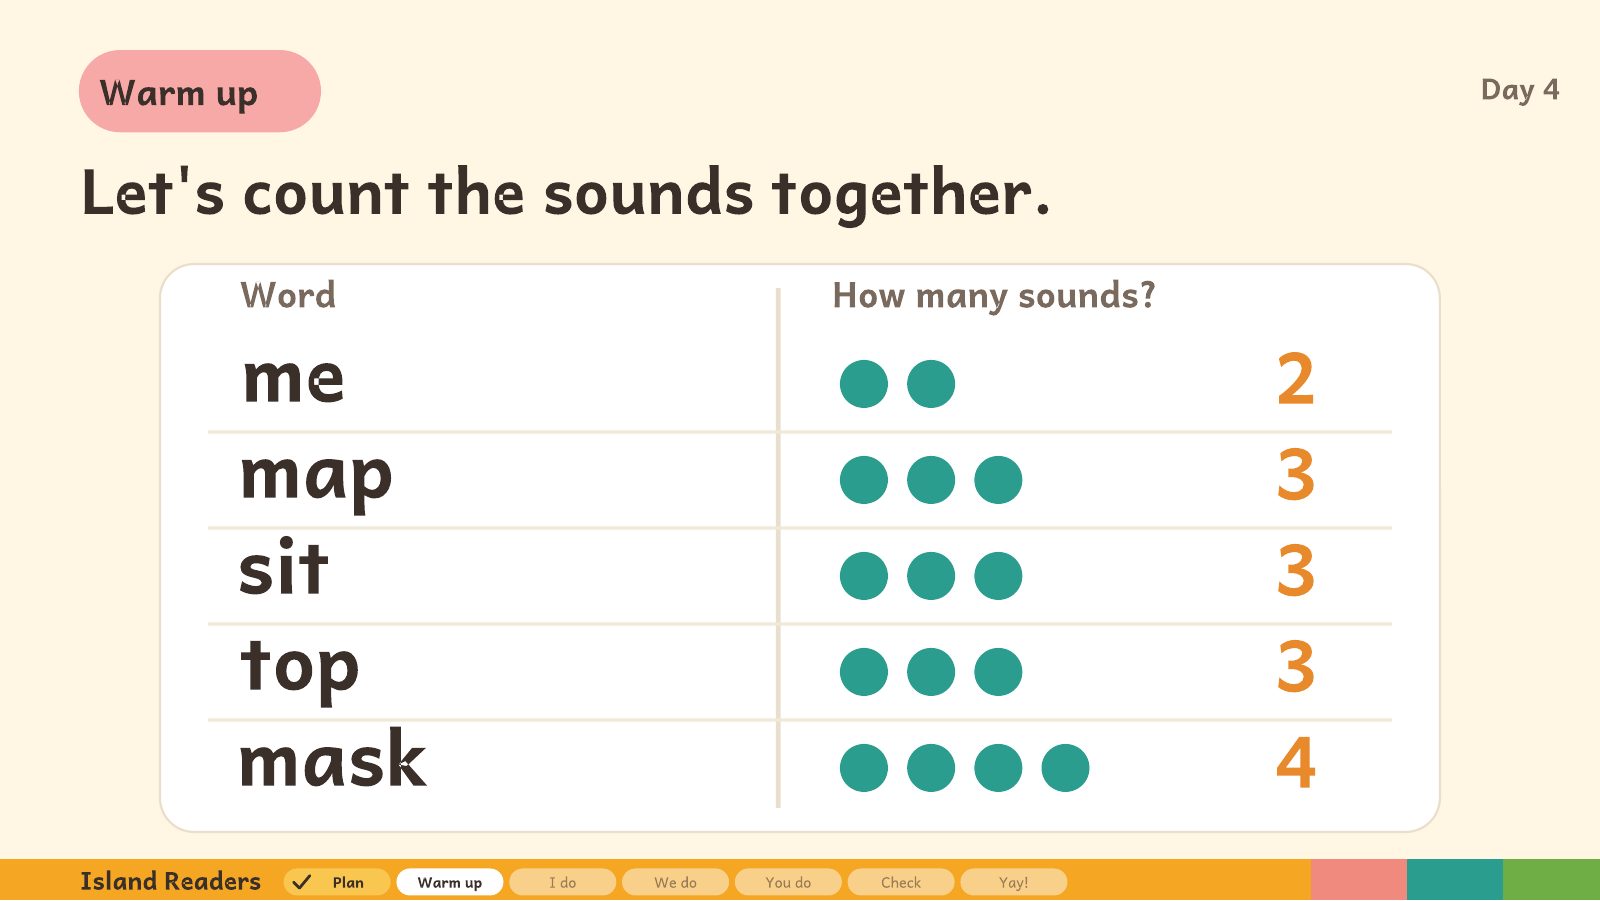 Warm up
Day 4
Let's count the sounds together.
Word How many sounds?
me 2
map 3
sit 3
top 3
mask 4
Island Readers Plan Warm up I do We do You do Check Yay!